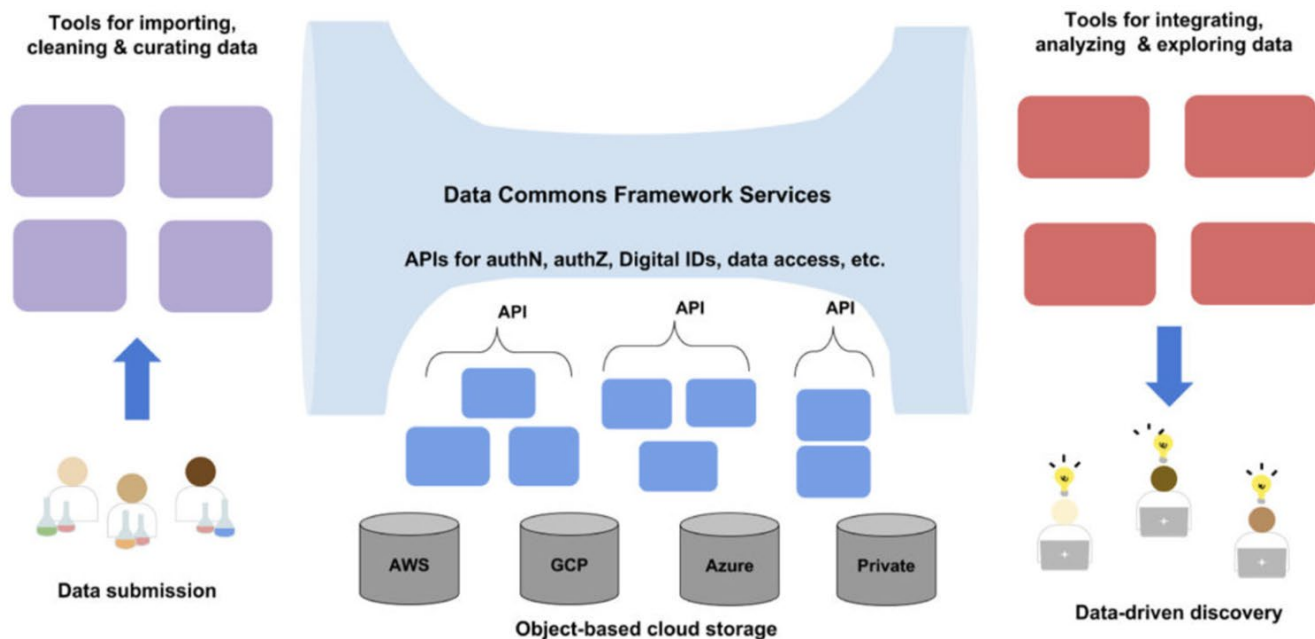 Tools for importing,
cleaning & curating data
Tools for integrating,
analyzing & exploring data
Data Commons Framework Services
APIs for authN, authZ, Digital IDs, data access, etc.
API
API
API
AWS
GCP
Azure
Private
Data submission
Object-based cloud storage
Data-driven discovery